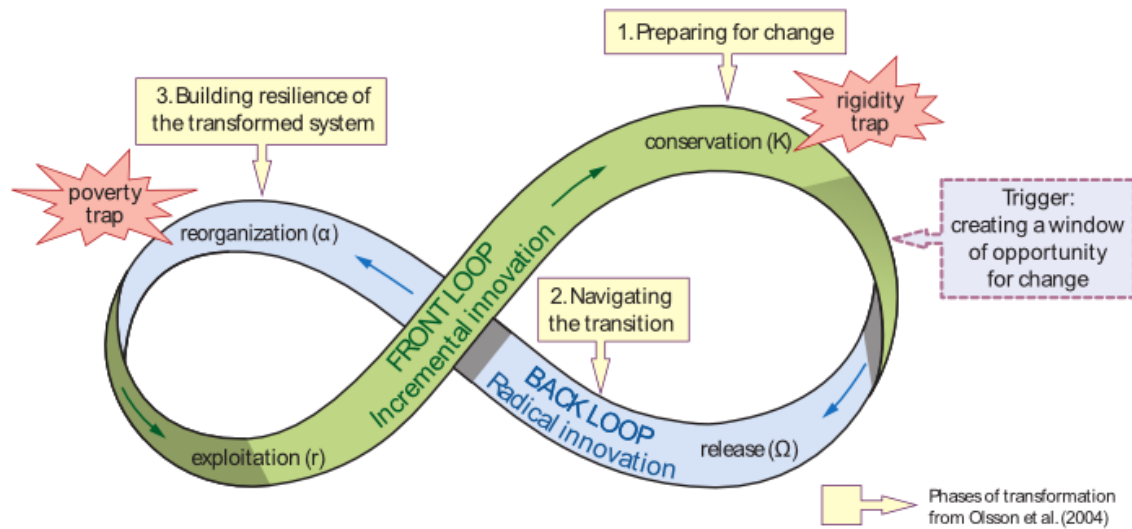 1.Preparing for change
3.Building resilience of
the transformed system
rigidity
trap
conservation (K)
poverty
trap
Trigger:
creating a window
of opportunity
for change
reorganization (α)
FRONT LOOP
Incremental innovation
2.Navigating
the transition
BACK LOOP
Radical innovation
exploitation (r)
release (Ω)
Phases of transformation
from Olsson et al. (2004)